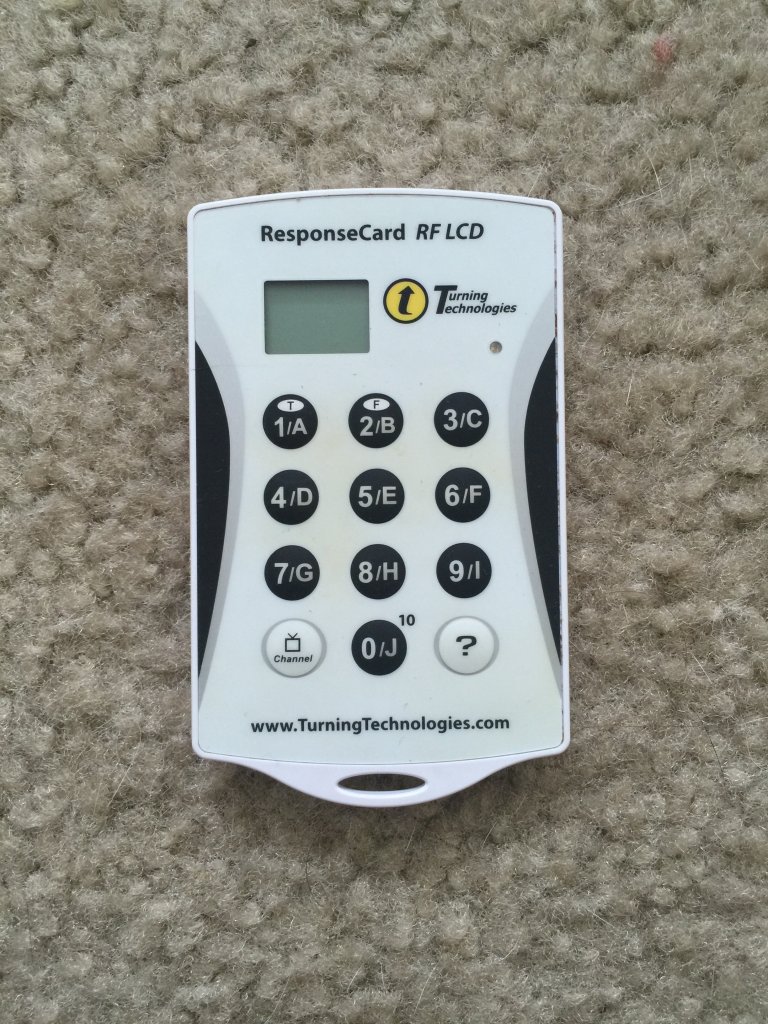 ResponseCard RF LCD
t Turning
Technologies
T F
1/A 2/B 3/C
4/D 5/E 6/F
7/G 8/H 9/I
10
Channel 0/J ?
www.TurningTechnologies.com